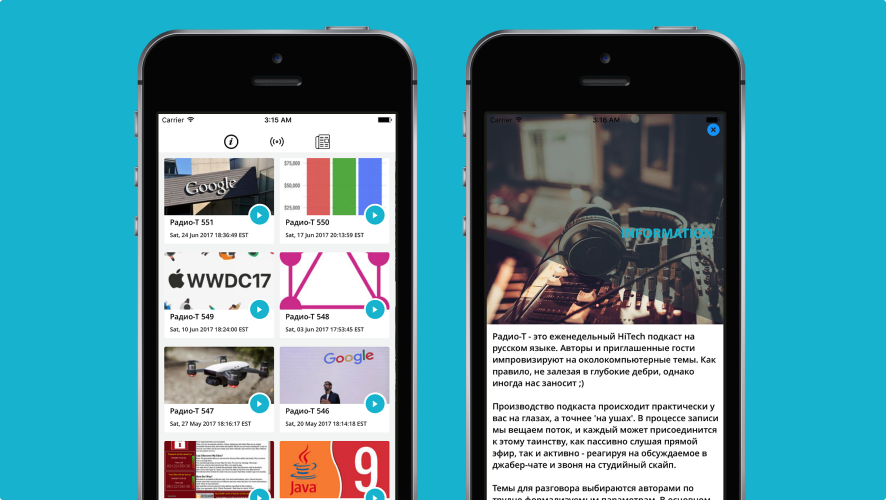 Carrier 3:15 AM
Google
Радио-Т 551
Sat, 24 Jun 2017 18:36:49 EST
$75,000
$50,000
$25,000
Радио-Т 550
Sat, 17 Jun 2017 20:13:59 EST
WWDC17
Радио-Т 549
Sat, 10 Jun 2017 18:24:00 EST
Радио-Т 548
Sat, 03 Jun 2017 17:53:45 EST
Радио-Т 547
Sat, 27 May 2017 18:16:17 EST
Google
Радио-Т 546
Sat, 20 May 2017 18:14:18 EST
Java
9
Carrier 3:16 AM
INFORMATION
Радио-Т - это еженедельный HiTech подкаст на
русском языке. Авторы и приглашенные гости
импровизируют на околокомпьютерные темы. Как
правило, не залезая в глубокие дебри, однако
иногда нас заносит ;)
Производство подкаста происходит практически у
вас на глазах, а точнее 'на ушах'. В процессе записи
мы вещаем поток, и каждый может присоединится
к этому таинству, как пассивно слушая прямой
эфир, так и активно - реагируя на обсуждаемое в
джабер-чате и звоня на студийный скайп.
Темы для разговора выбираются авторами по
трудно формализуемым параметрам. В основном